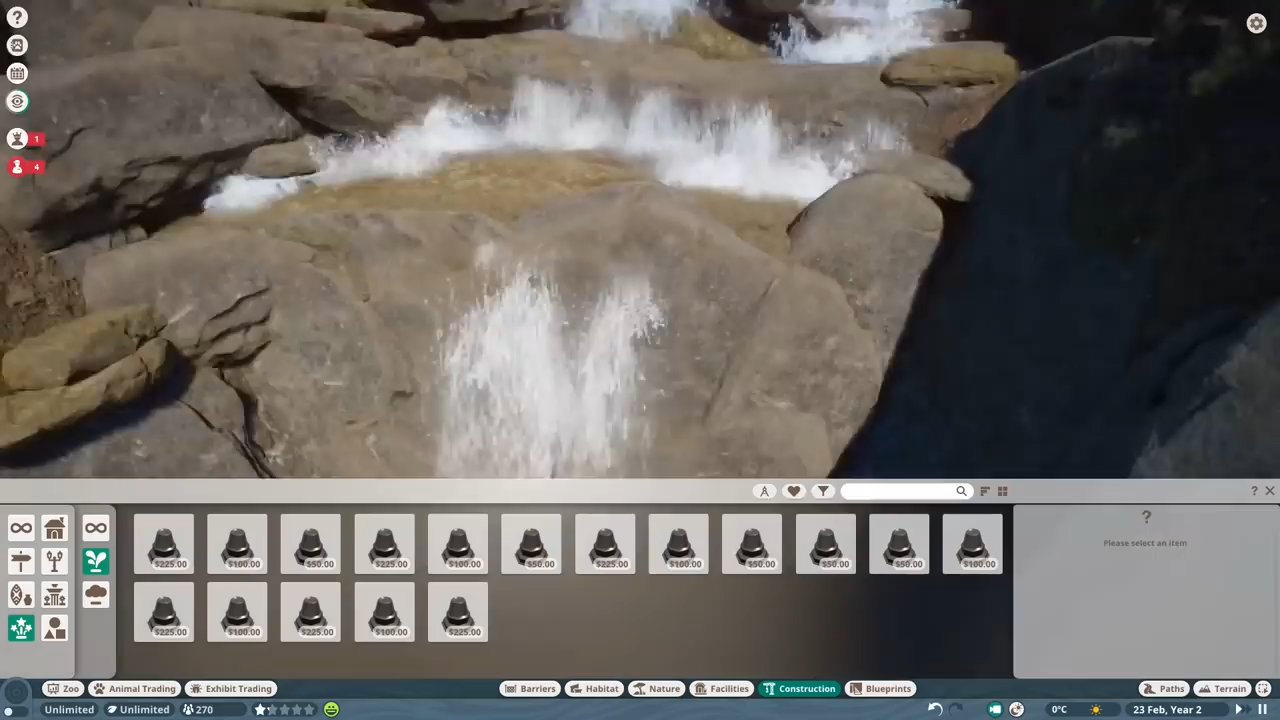 1
4
$225.00 $100.00 $50.00 $225.00 $100.00 $50.00 $225.00 $100.00 $50.00 $50.00 $50.00 $100.00
$225.00 $100.00 $225.00 $100.00 $225.00
? ×
?
Please select an item
Zoo Animal Trading Exhibit Trading Barriers Habitat Nature Facilities Construction Blueprints Paths Terrain
Unlimited Unlimited 270 0°C 23 Feb, Year 2